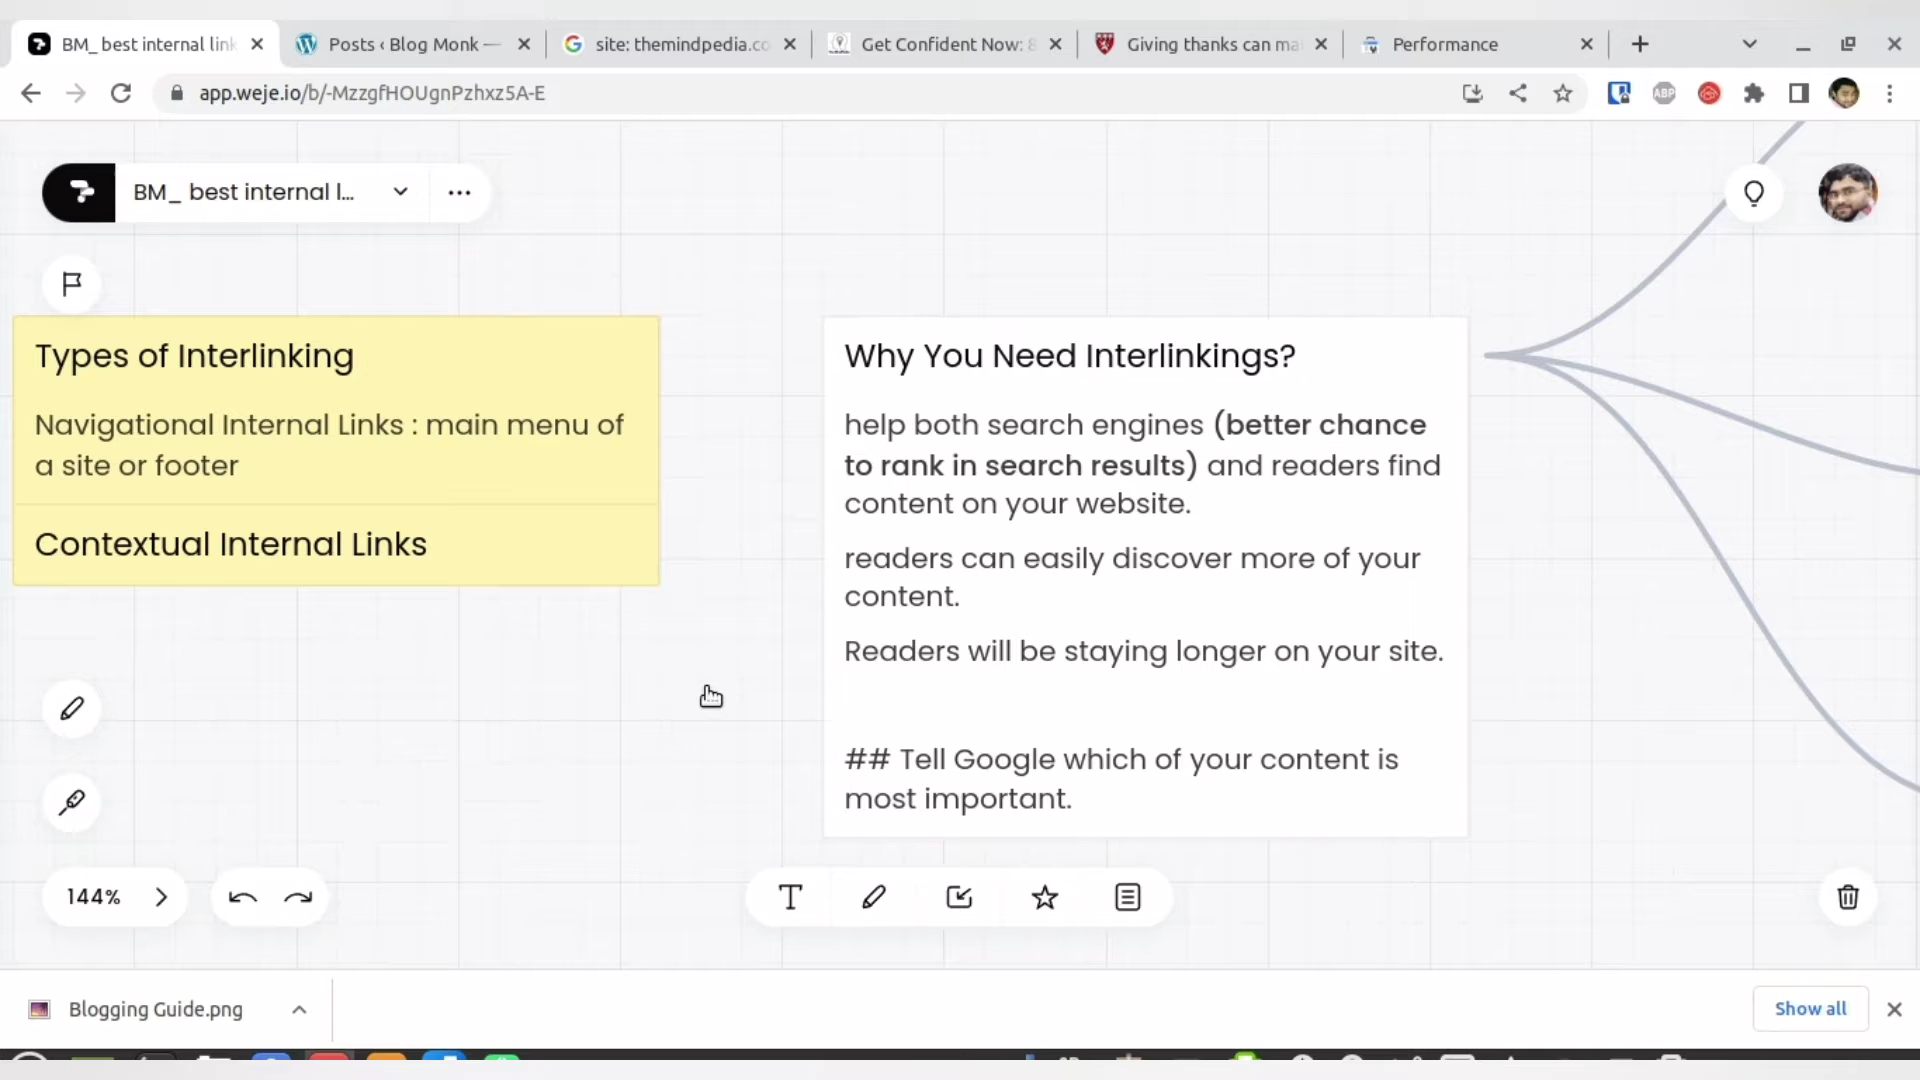 BM_ best internal link
Posts ‹ Blog Monk —
site: themindpedia.co
Get Confident Now: 8
Giving thanks can ma
Performance
app.weje.io/b/-MzzgfHOUgnPzhxz5A-E
ABP
BM_ best internal l...
Types of Interlinking
Navigational Internal Links : main menu of
a site or footer
Contextual Internal Links
Why You Need Interlinkings?
help both search engines (better chance
to rank in search results) and readers find
content on your website.
readers can easily discover more of your
content.
Readers will be staying longer on your site.
## Tell Google which of your content is
most important.
144%
Blogging Guide.png
Show all